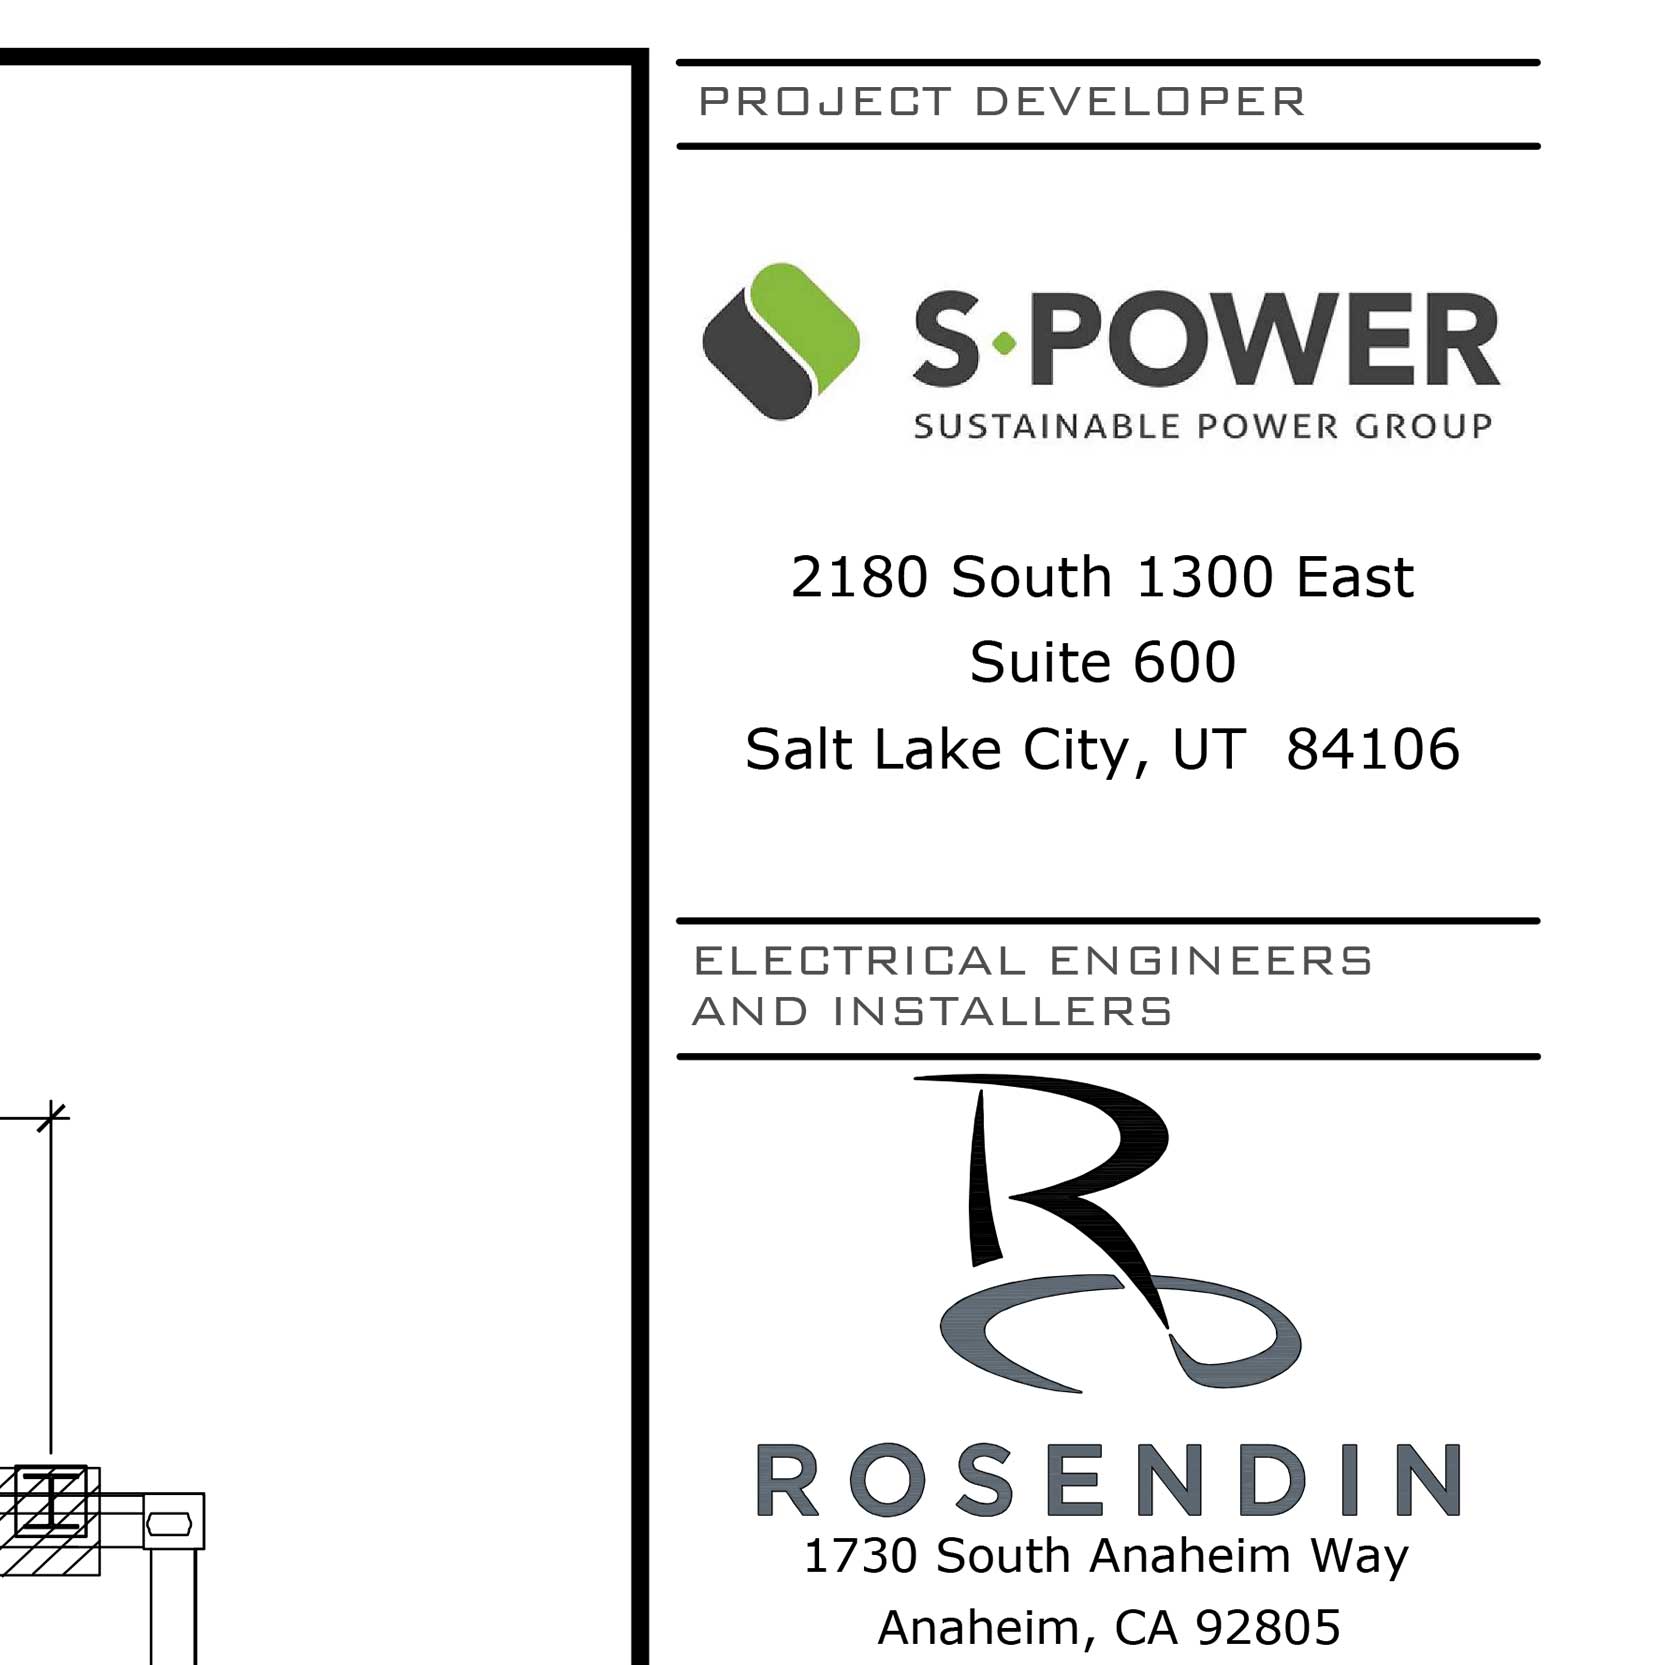 PROJECT DEVELOPER
S·POWER
SUSTAINABLE POWER GROUP
2180 South 1300 East
Suite 600
Salt Lake City, UT  84106
ELECTRICAL ENGINEERS
AND INSTALLERS
ROSENDIN
1730 South Anaheim Way
Anaheim, CA 92805